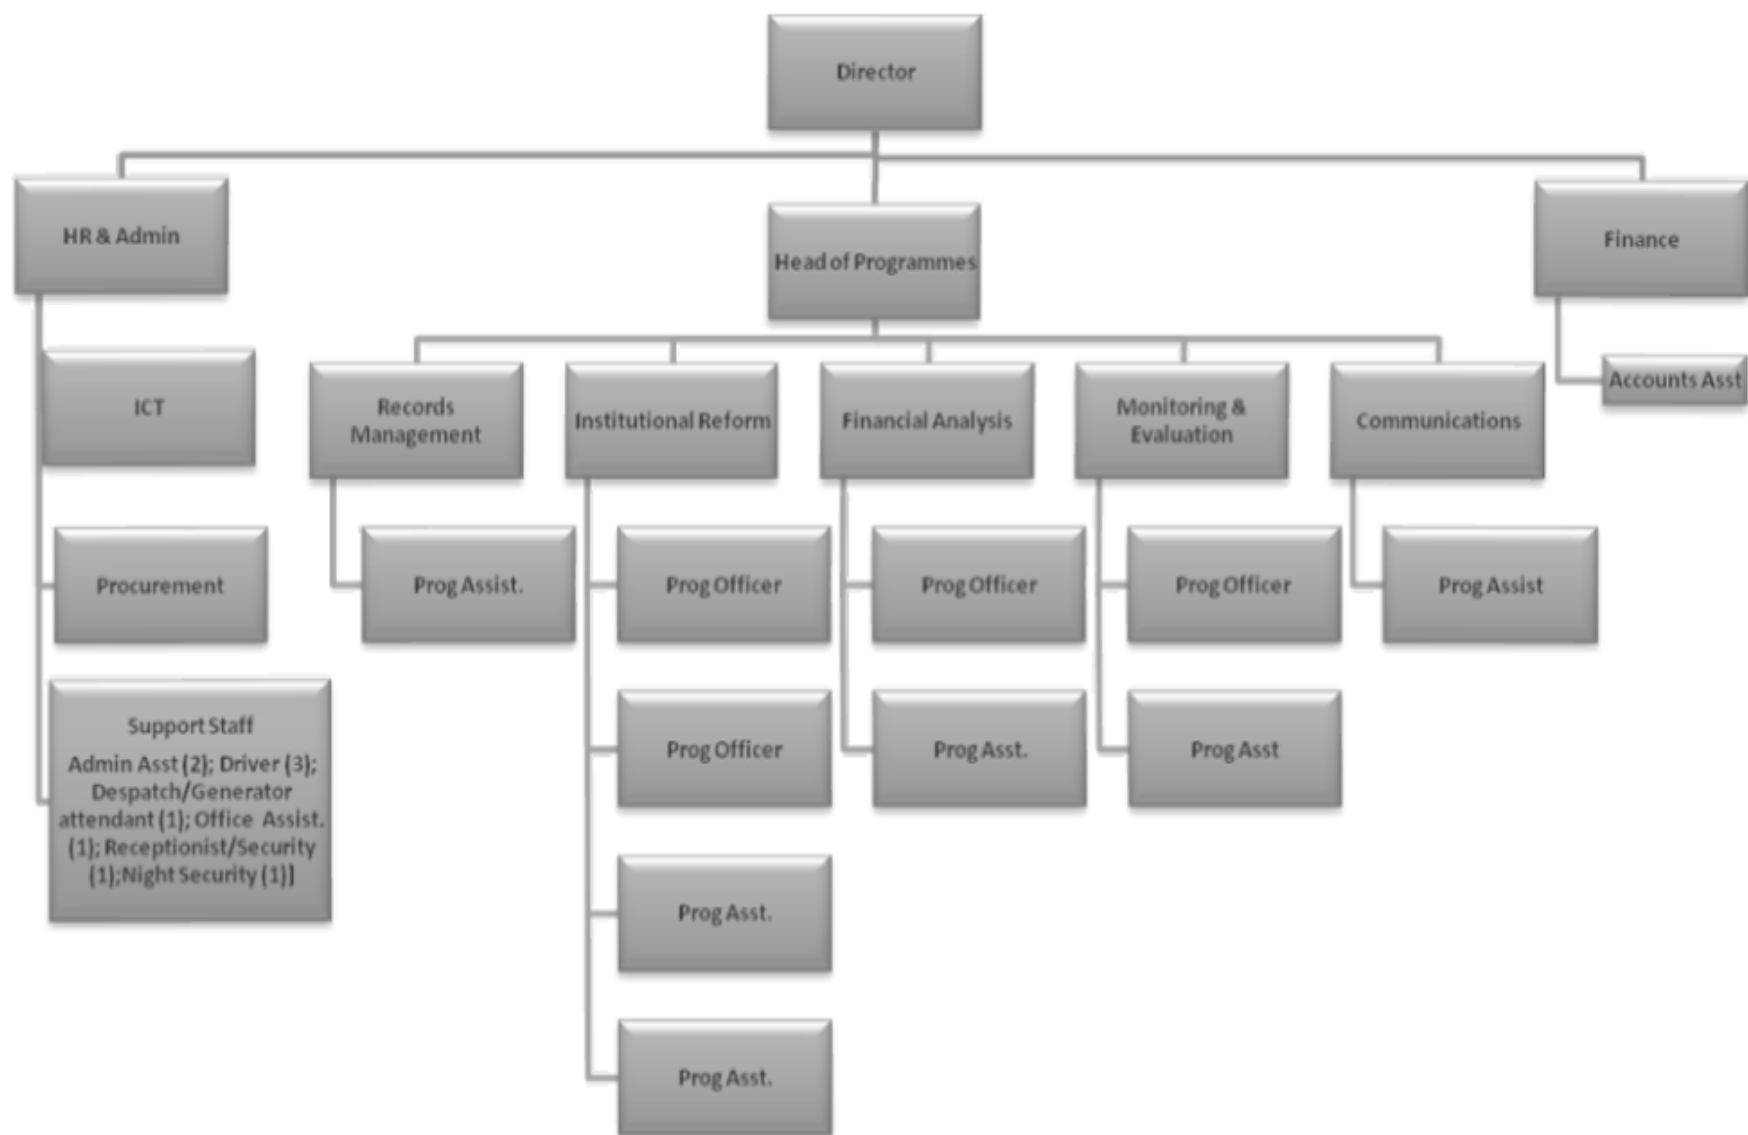 Director
HR & Admin
Head of Programmes
Finance
ICT
Records
Management
Institutional Reform
Financial Analysis
Monitoring &
Evaluation
Communications
Accounts Asst
Procurement
Prog Assist.
Prog Officer
Prog Officer
Prog Officer
Prog Assist
Support Staff
Admin Asst (2); Driver (3);
Despatch/Generator
attendant (1); Office Assist.
(1); Receptionist/Security
(1);Night Security (1)]
Prog Officer
Prog Asst.
Prog Asst
Prog Asst.
Prog Asst.